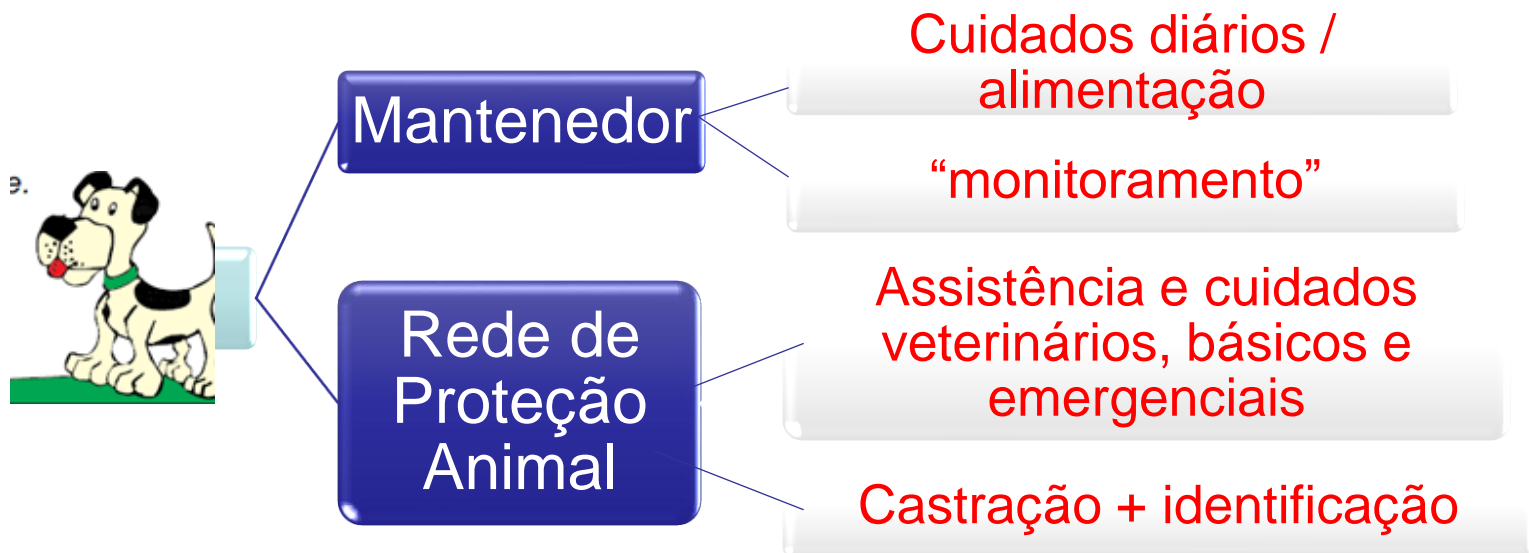 Cuidados diários /
alimentação
Mantenedor
“monitoramento”
e.
Rede de
Proteção
Animal
Assistência e cuidados
veterinários, básicos e
emergenciais
Castração + identificação